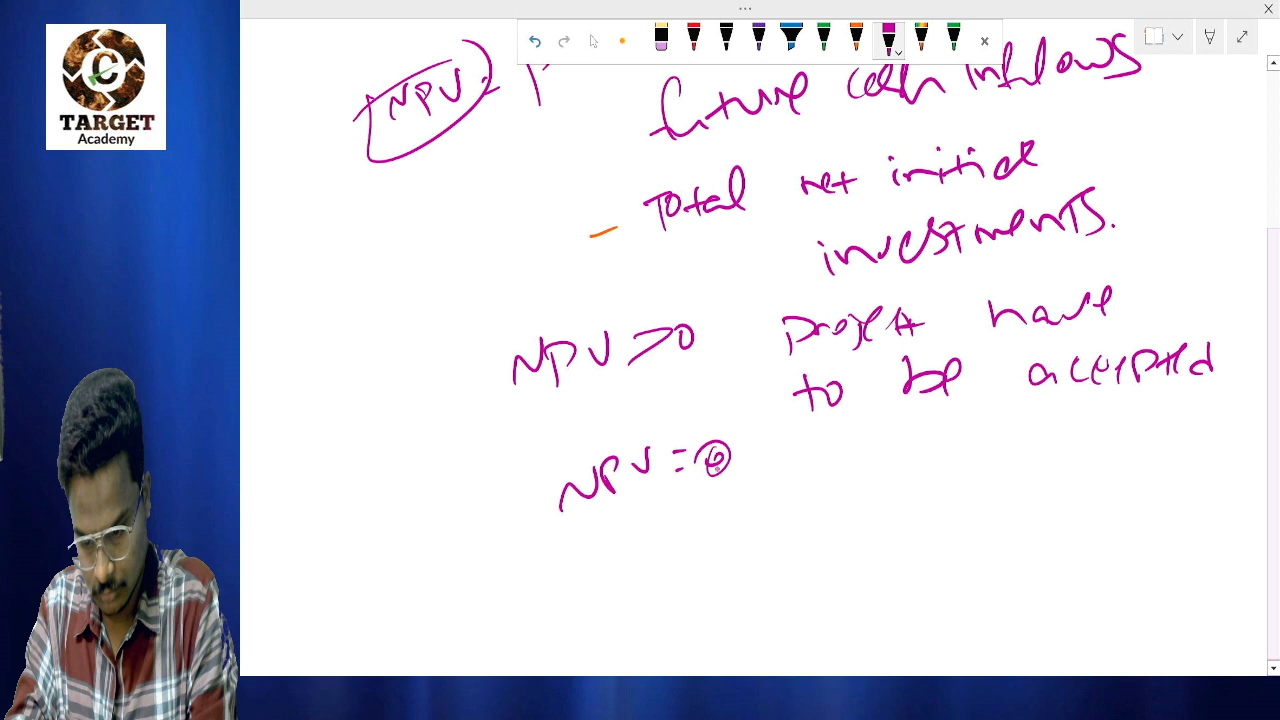 TARGET
Academy
NPV:
future cash inflows
- Total net initial
investments.
NPV >0 project have
to be accepted
NPV =0